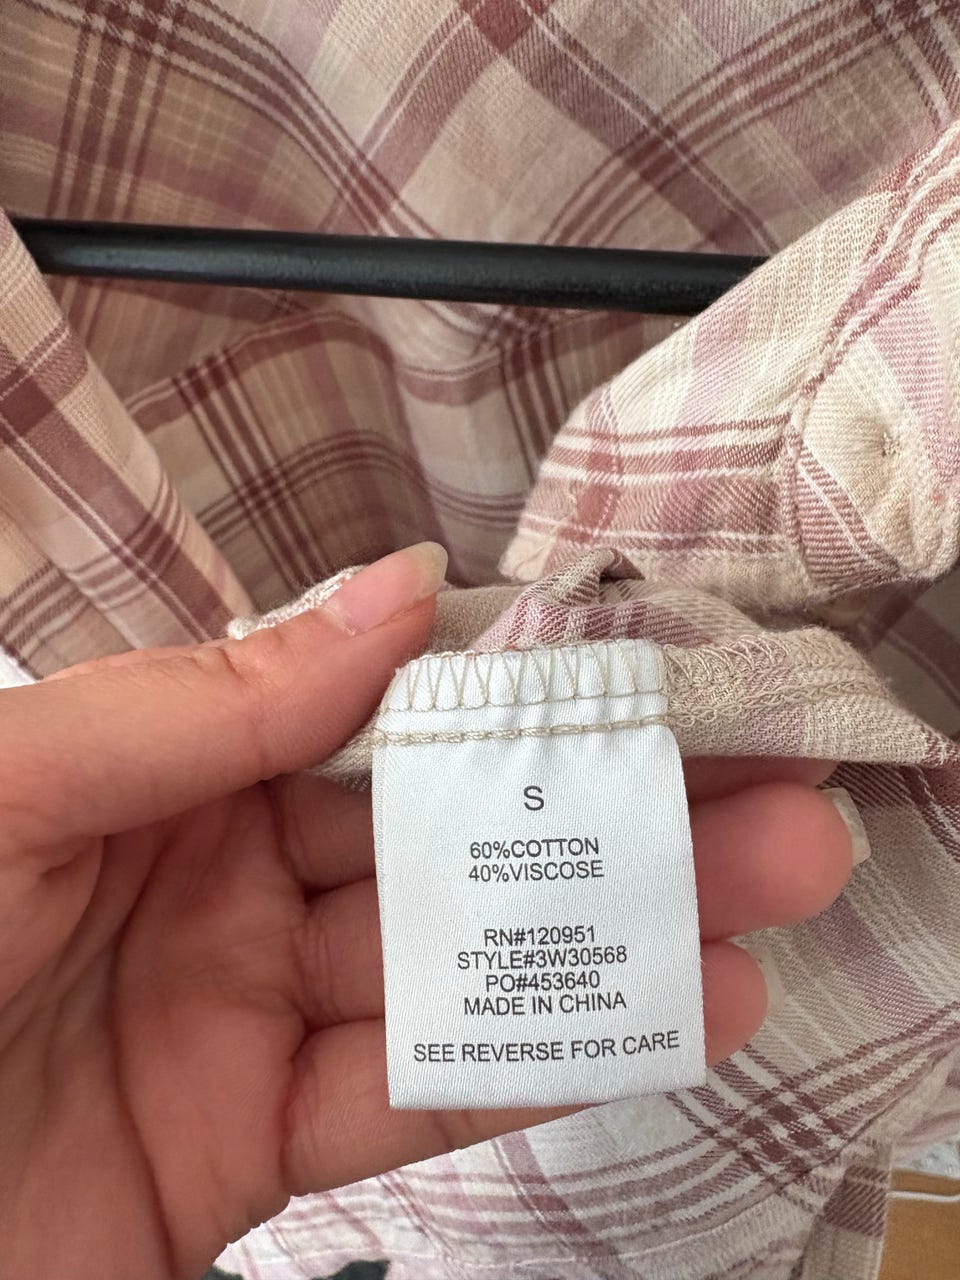 S
60%COTTON
40%VISCOSE
RN#120951
STYLE#3W30568
PO#453640
MADE IN CHINA
SEE REVERSE FOR CARE